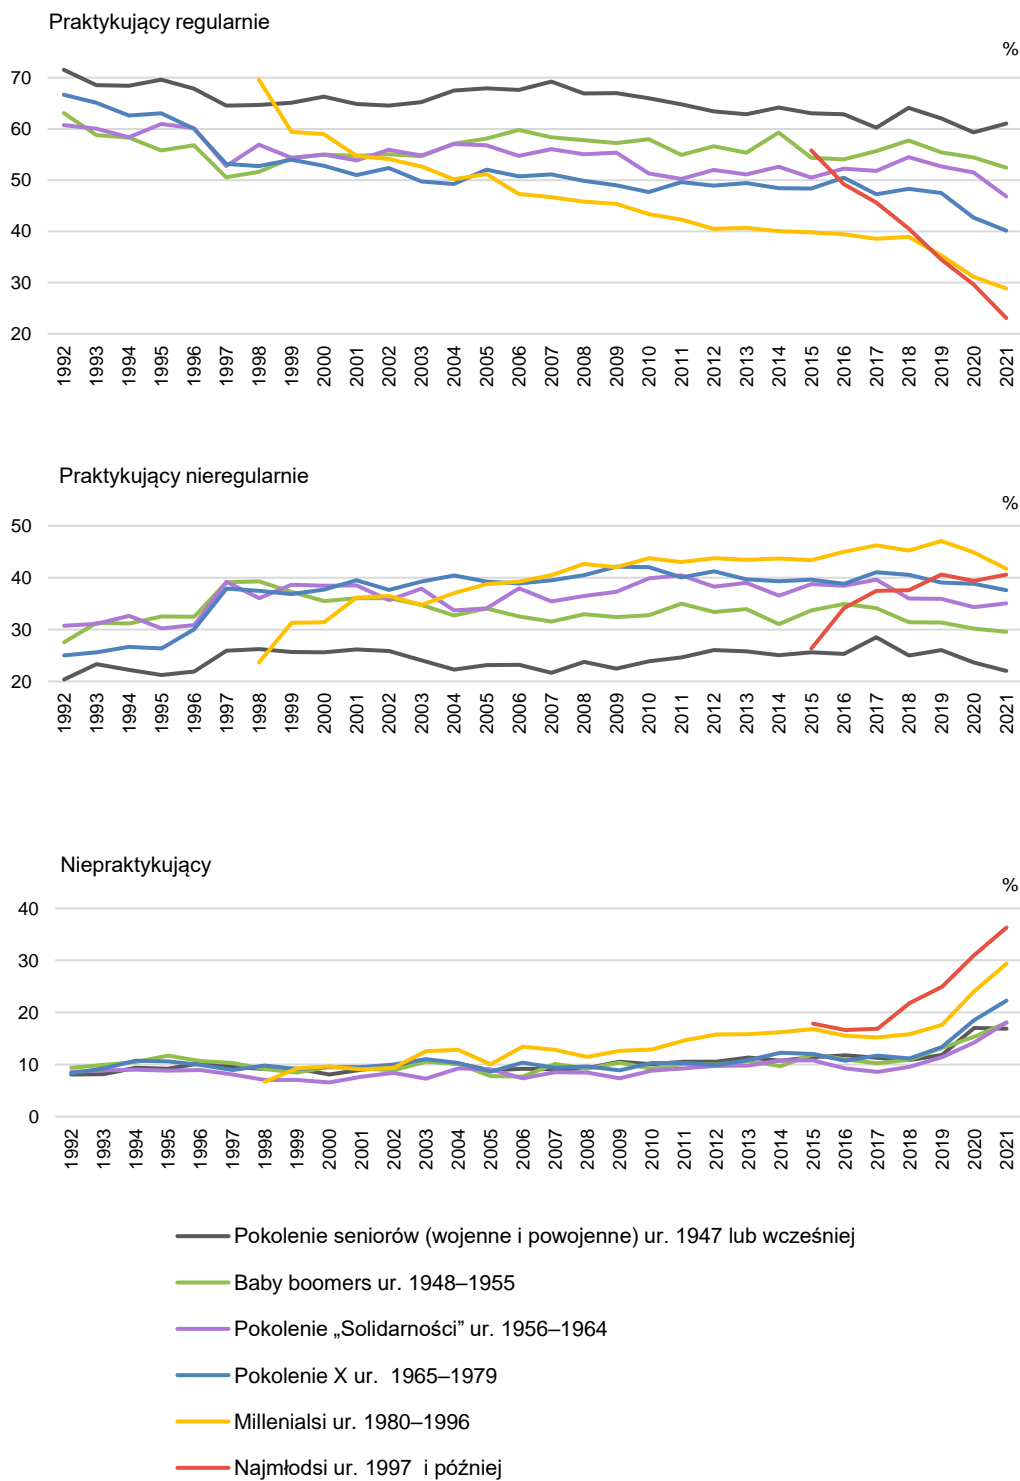 Praktykujący regularnie
%
70
60
50
40
30
20
1992 1993 1994 1995 1996 1997 1998 1999 2000 2001 2002 2003 2004 2005 2006 2007 2008 2009 2010 2011 2012 2013 2014 2015 2016 2017 2018 2019 2020 2021
Praktykujący nieregularnie
%
50
40
30
20
1992 1993 1994 1995 1996 1997 1998 1999 2000 2001 2002 2003 2004 2005 2006 2007 2008 2009 2010 2011 2012 2013 2014 2015 2016 2017 2018 2019 2020 2021
Niepraktykujący
%
40
30
20
10
0
1992 1993 1994 1995 1996 1997 1998 1999 2000 2001 2002 2003 2004 2005 2006 2007 2008 2009 2010 2011 2012 2013 2014 2015 2016 2017 2018 2019 2020 2021
Pokolenie seniorów (wojenne i powojenne) ur. 1947 lub wcześniej
Baby boomers ur. 1948–1955
Pokolenie „Solidarności” ur. 1956–1964
Pokolenie X ur. 1965–1979
Millenialsi ur. 1980–1996
Najmłodsi ur. 1997 i później